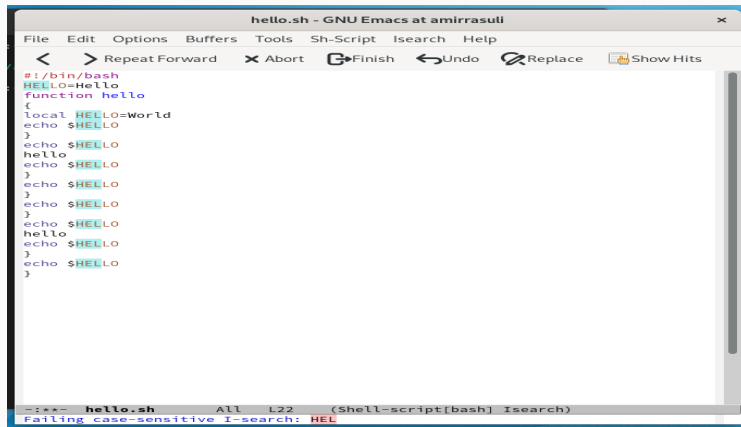 hello.sh - GNU Emacs at amirrasuli ×
File Edit Options Buffers Tools Sh-Script Isearch Help
Repeat Forward Abort Finish Undo Replace Show Hits
#!/bin/bash
HELLO=Hello
function hello
{
local HELLO=World
echo $HELLO
}
echo $HELLO
hello
echo $HELLO
}
echo $HELLO
}
echo $HELLO
}
echo $HELLO
hello
echo $HELLO
}
echo $HELLO
}
-:**- hello.sh All L22 (Shell-script[bash] Isearch)
Failing case-sensitive I-search: HEL